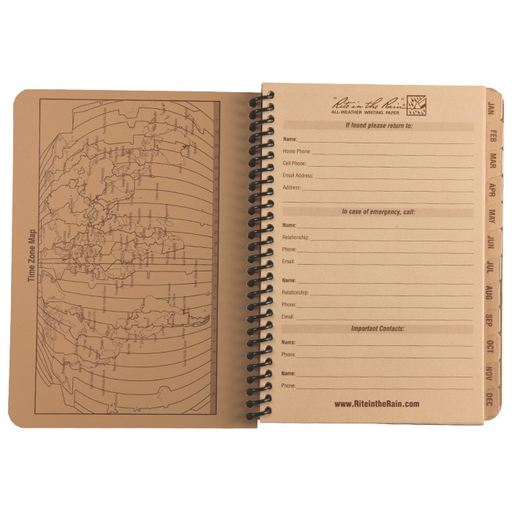 Time Zone Map
"Rite in the Rain"
ALL-WEATHER WRITING PAPER
If found please return to:
Name:
Home Phone
Cell Phone:
Email Address:
Address:
In case of emergency, call:
Name:
Relationship
Phone:
Email:
Name:
Relationship:
Phone:
Email:
Important Contacts:
Name:
Phone
Name:
Phone
www.RiteintheRain.com
JAN
FEB
MAR
APR
MAY
JUN
JUL
AUG
SEP
OCT
NOV
DEC